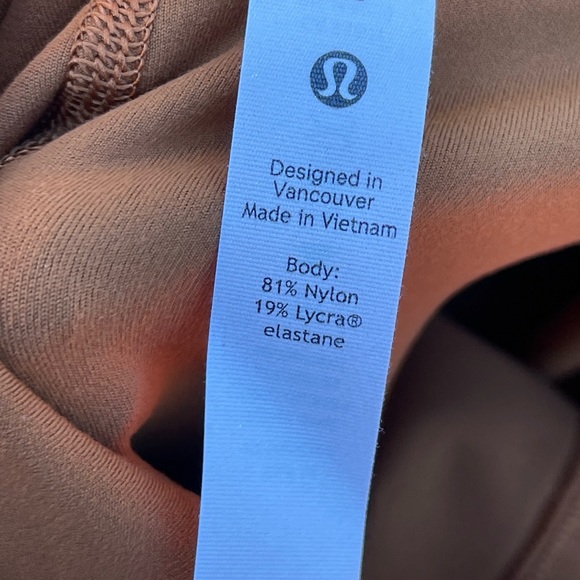 Designed in
Vancouver
Made in Vietnam
Body:
81% Nylon
19% Lycra®
elastane